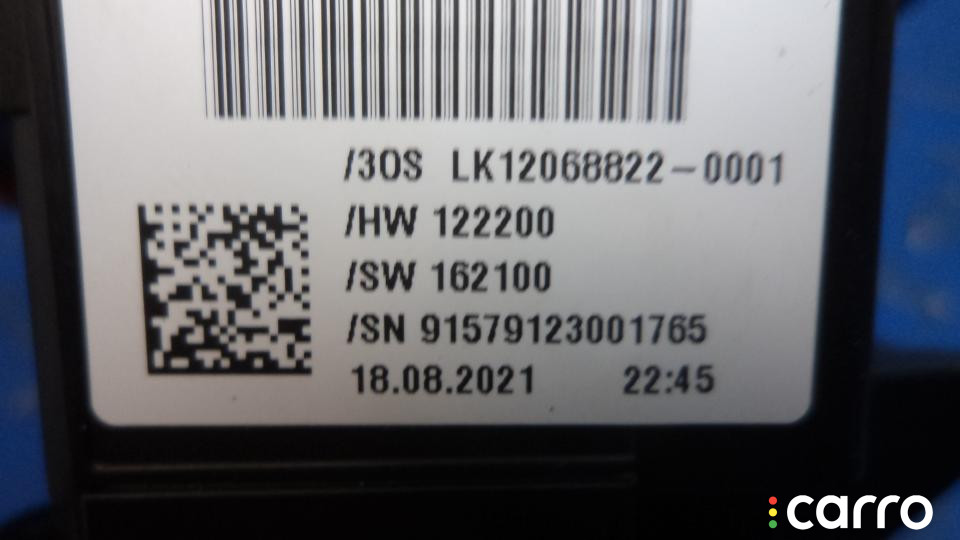 /3OS LK12068822-0001
/HW 122200
/SW 162100
/SN 91579123001765
18.08.2021 22:45
carro